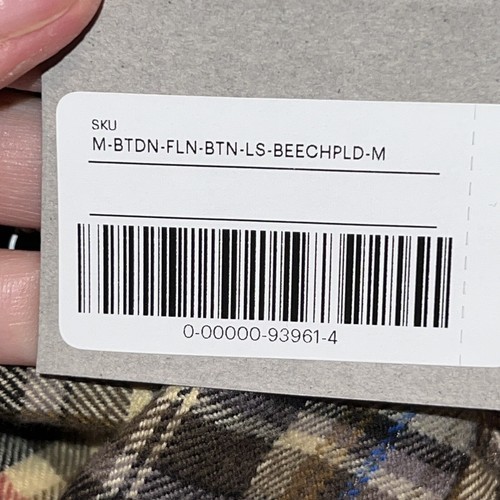 SKU
M-BTDN-FLN-BTN-LS-BEECHPLD-M
0-00000-93961-4